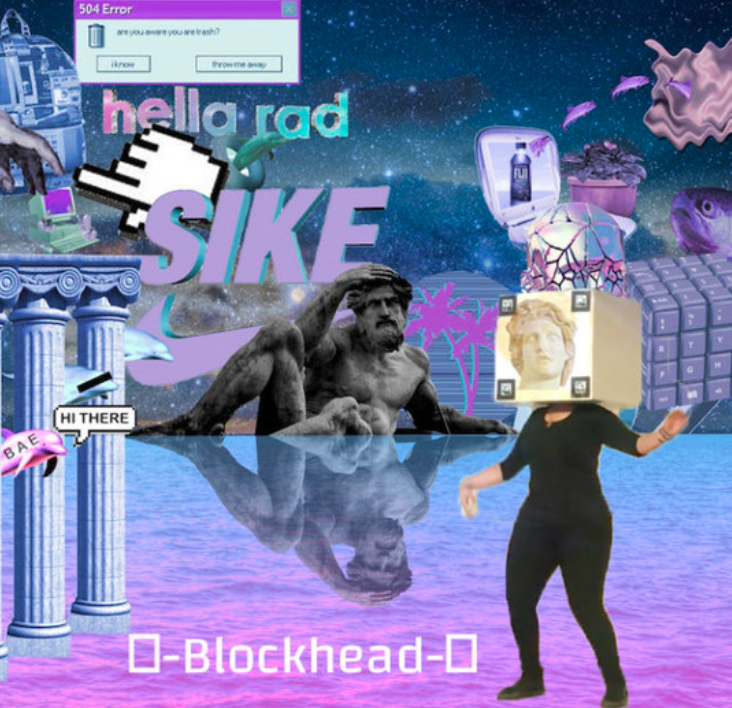 504 Error
are you aware you are trash?
i know
throw me away
hella rad
SIKE
FIJI
R T Y
F G H
HI THERE
BAE
□-Blockhead-□